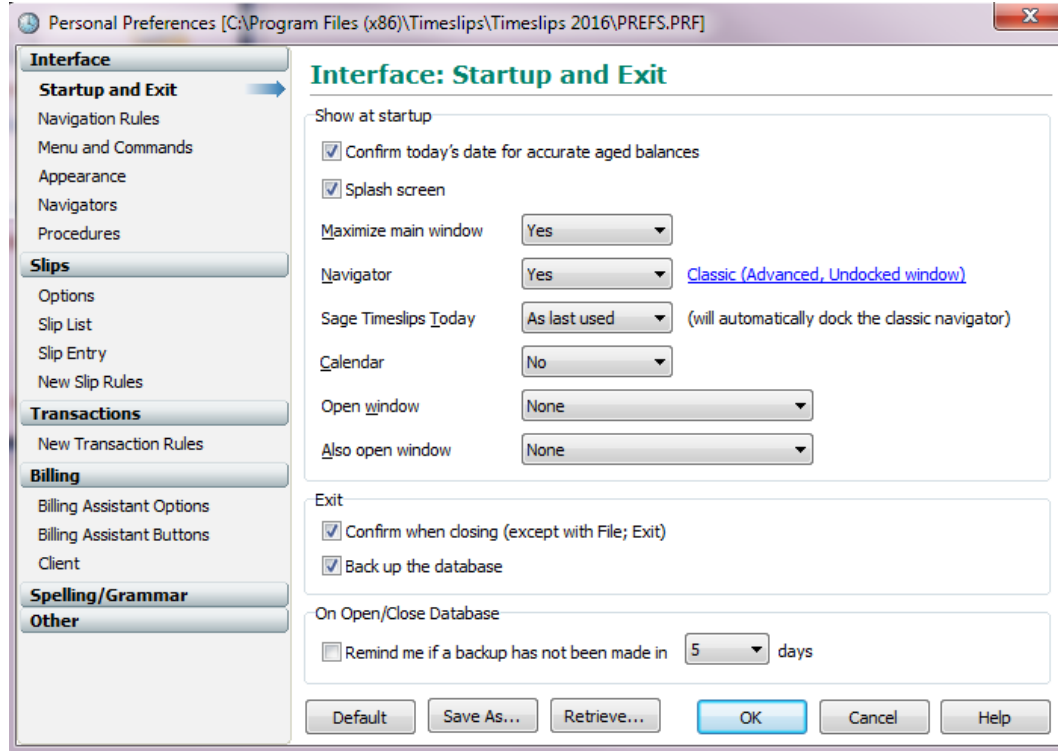 Personal Preferences [C:\Program Files (x86)\Timeslips\Timeslips 2016\PREFS.PRF]
Interface
Startup and Exit
Navigation Rules
Menu and Commands
Appearance
Navigators
Procedures
Slips
Options
Slip List
Slip Entry
New Slip Rules
Transactions
New Transaction Rules
Billing
Billing Assistant Options
Billing Assistant Buttons
Client
Spelling/Grammar
Other
Interface: Startup and Exit
Show at startup
Confirm today's date for accurate aged balances
Splash screen
Maximize main window Yes
Navigator Yes Classic (Advanced, Undocked window)
Sage Timeslips Today As last used (will automatically dock the classic navigator)
Calendar No
Open window None
Also open window None
Exit
Confirm when closing (except with File; Exit)
Back up the database
On Open/Close Database
Remind me if a backup has not been made in 5 days
Default Save As... Retrieve... OK Cancel Help